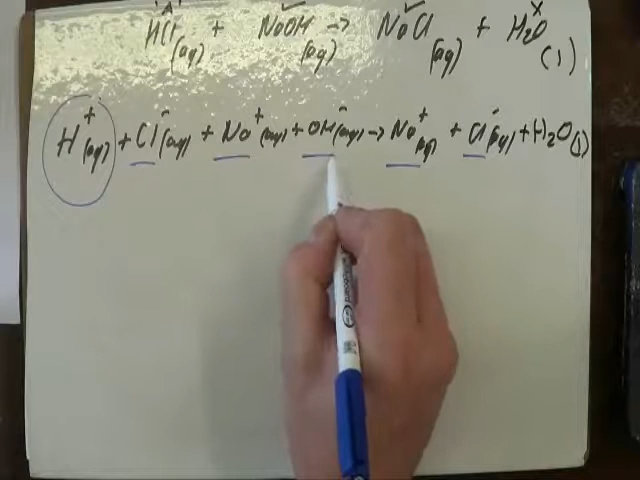 HCl(aq) + NaOH(aq) → NaCl(aq) + H₂O(l)
H⁺(aq) + Cl⁻(aq) + Na⁺(aq) + OH⁻(aq) → Na⁺(aq) + Cl⁻(aq) + H₂O(l)